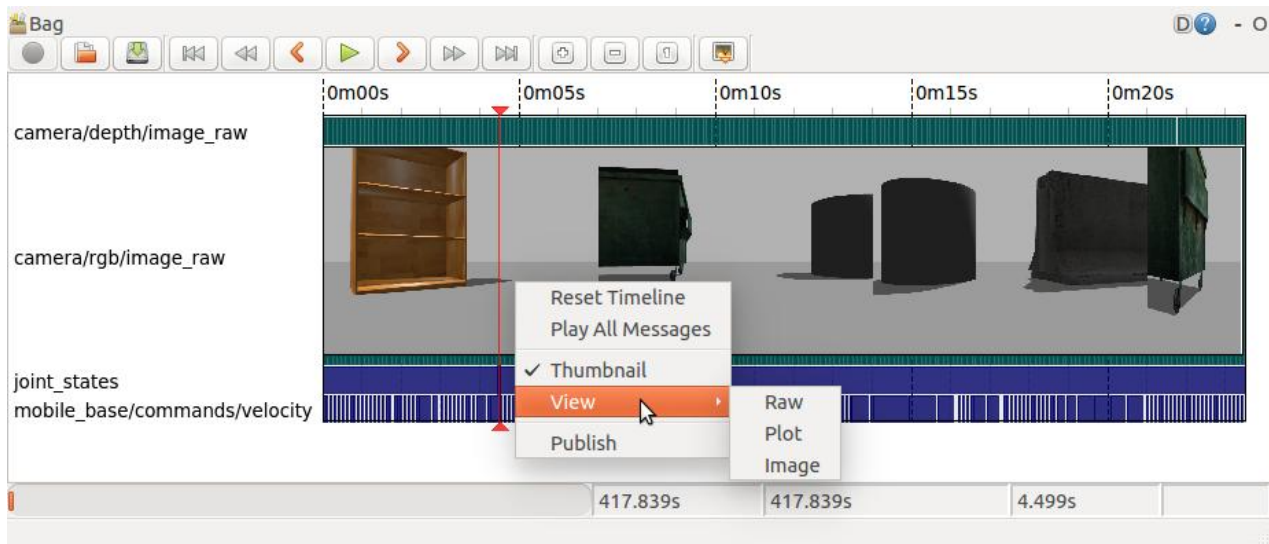 Bag
D ? - O
0m00s 0m05s 0m10s 0m15s 0m20s
camera/depth/image_raw
camera/rgb/image_raw
Reset Timeline
Play All Messages
Thumbnail
joint_states
View
Raw
mobile_base/commands/velocity
Plot
Publish
Image
417.839s 417.839s 4.499s